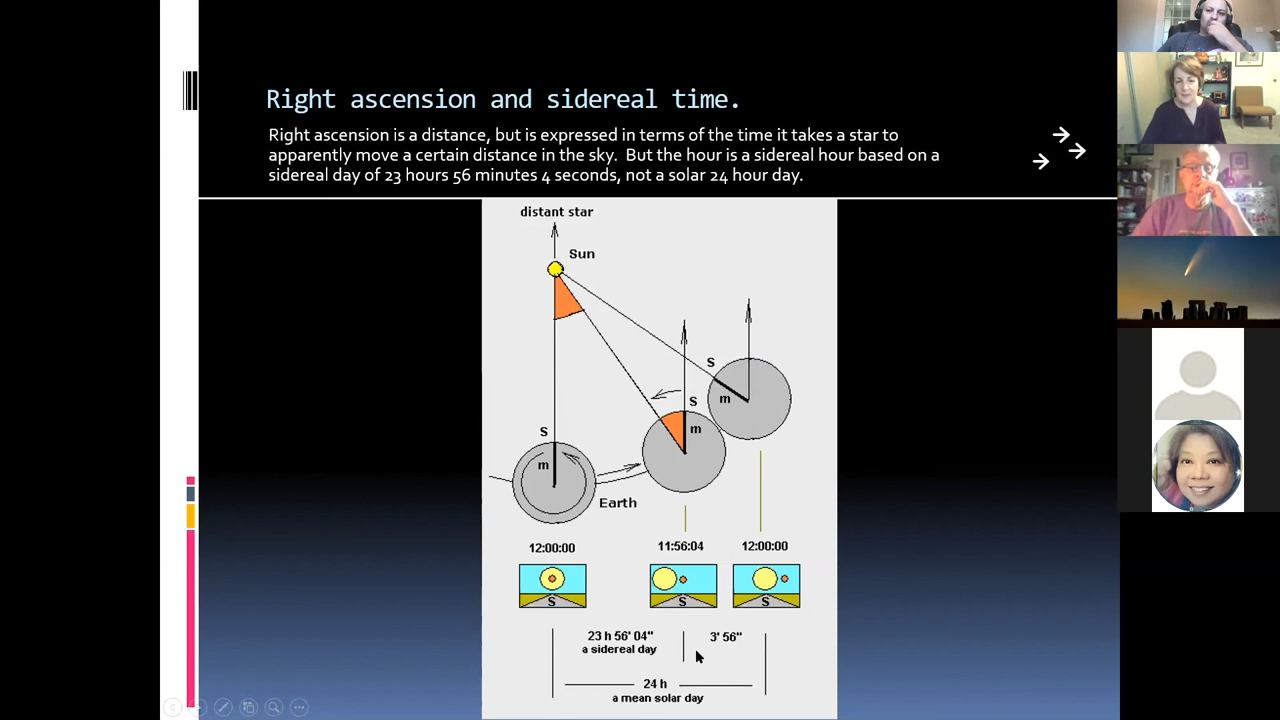 Right ascension and sidereal time.
Right ascension is a distance, but is expressed in terms of the time it takes a star to
apparently move a certain distance in the sky.  But the hour is a sidereal hour based on a
sidereal day of 23 hours 56 minutes 4 seconds, not a solar 24 hour day.
distant star
Sun
S
S
S
m
m
m
Earth
12:00:00
11:56:04
12:00:00
S
S
S
23 h 56' 04"
3' 56"
a sidereal day
24 h
a mean solar day